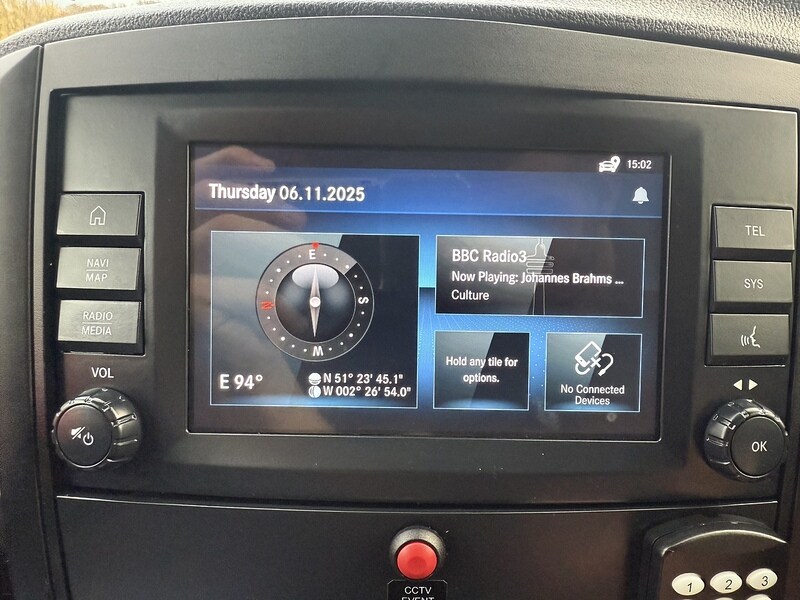 15:02
Thursday 06.11.2025
NAVI
MAP
RADIO
MEDIA
VOL
E
S
W
E 94°
N 51° 23' 45.1"
W 002° 26' 54.0"
BBC Radio3
Now Playing: Johannes Brahms ...
Culture
Hold any tile for
options.
No Connected
Devices
TEL
SYS
OK
CCTV
EVENT
1 2 3